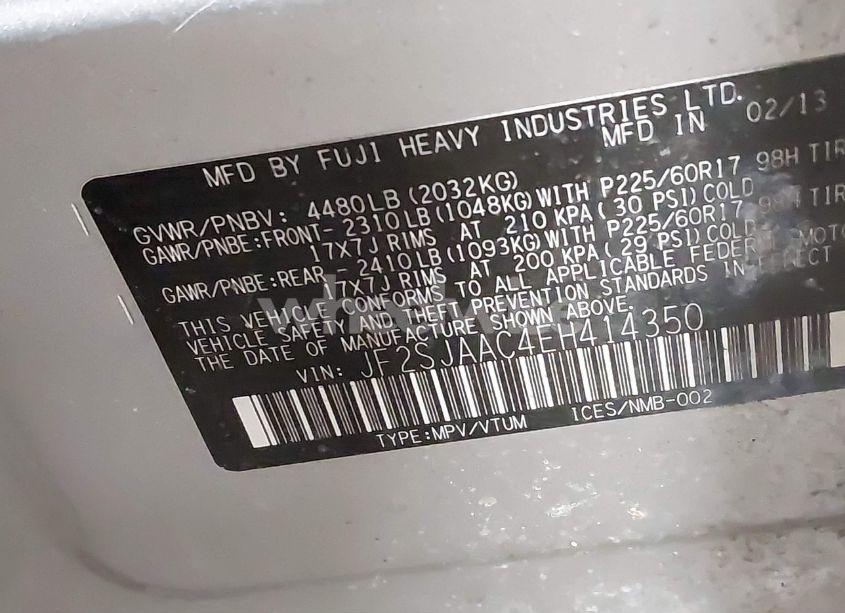 MFD BY FUJI HEAVY INDUSTRIES LTD.
MFD IN 02/13
GVWR/PNBV: 4480LB (2032KG)
GAWR/PNBE:FRONT- 2310LB (1048KG) WITH P225/60R17 98H TIR
17X7J RIMS AT 210 KPA (30 PSI) COLD
GAWR/PNBE:REAR - 2410LB (1093KG) WITH P225/60R17 98H TIR
17X7J RIMS AT 200 KPA (29 PSI) COLD
THIS VEHICLE CONFORMS TO ALL APPLICABLE FEDERAL MOTO
VEHICLE SAFETY AND THEFT PREVENTION STANDARDS IN EFFECT
THE DATE OF MANUFACTURE SHOWN ABOVE.
VIN: JF2SJAAC4EH414350
TYPE:MPV/VTUM ICES/NMB-002